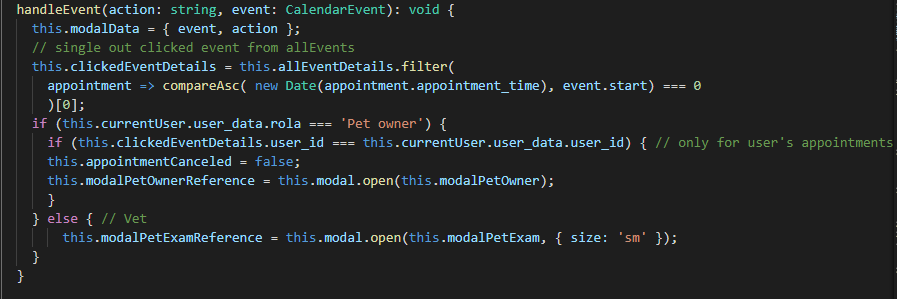 handleEvent(action: string, event: CalendarEvent): void {
this.modalData = { event, action };
// single out clicked event from allEvents
this.clickedEventDetails = this.allEventDetails.filter(
appointment => compareAsc( new Date(appointment.appointment_time), event.start) === 0
)[0];
if (this.currentUser.user_data.rola === 'Pet owner') {
if (this.clickedEventDetails.user_id === this.currentUser.user_data.user_id) { // only for user's appointments
this.appointmentCanceled = false;
this.modalPetOwnerReference = this.modal.open(this.modalPetOwner);
}
} else { // Vet
this.modalPetExamReference = this.modal.open(this.modalPetExam, { size: 'sm' });
}
}